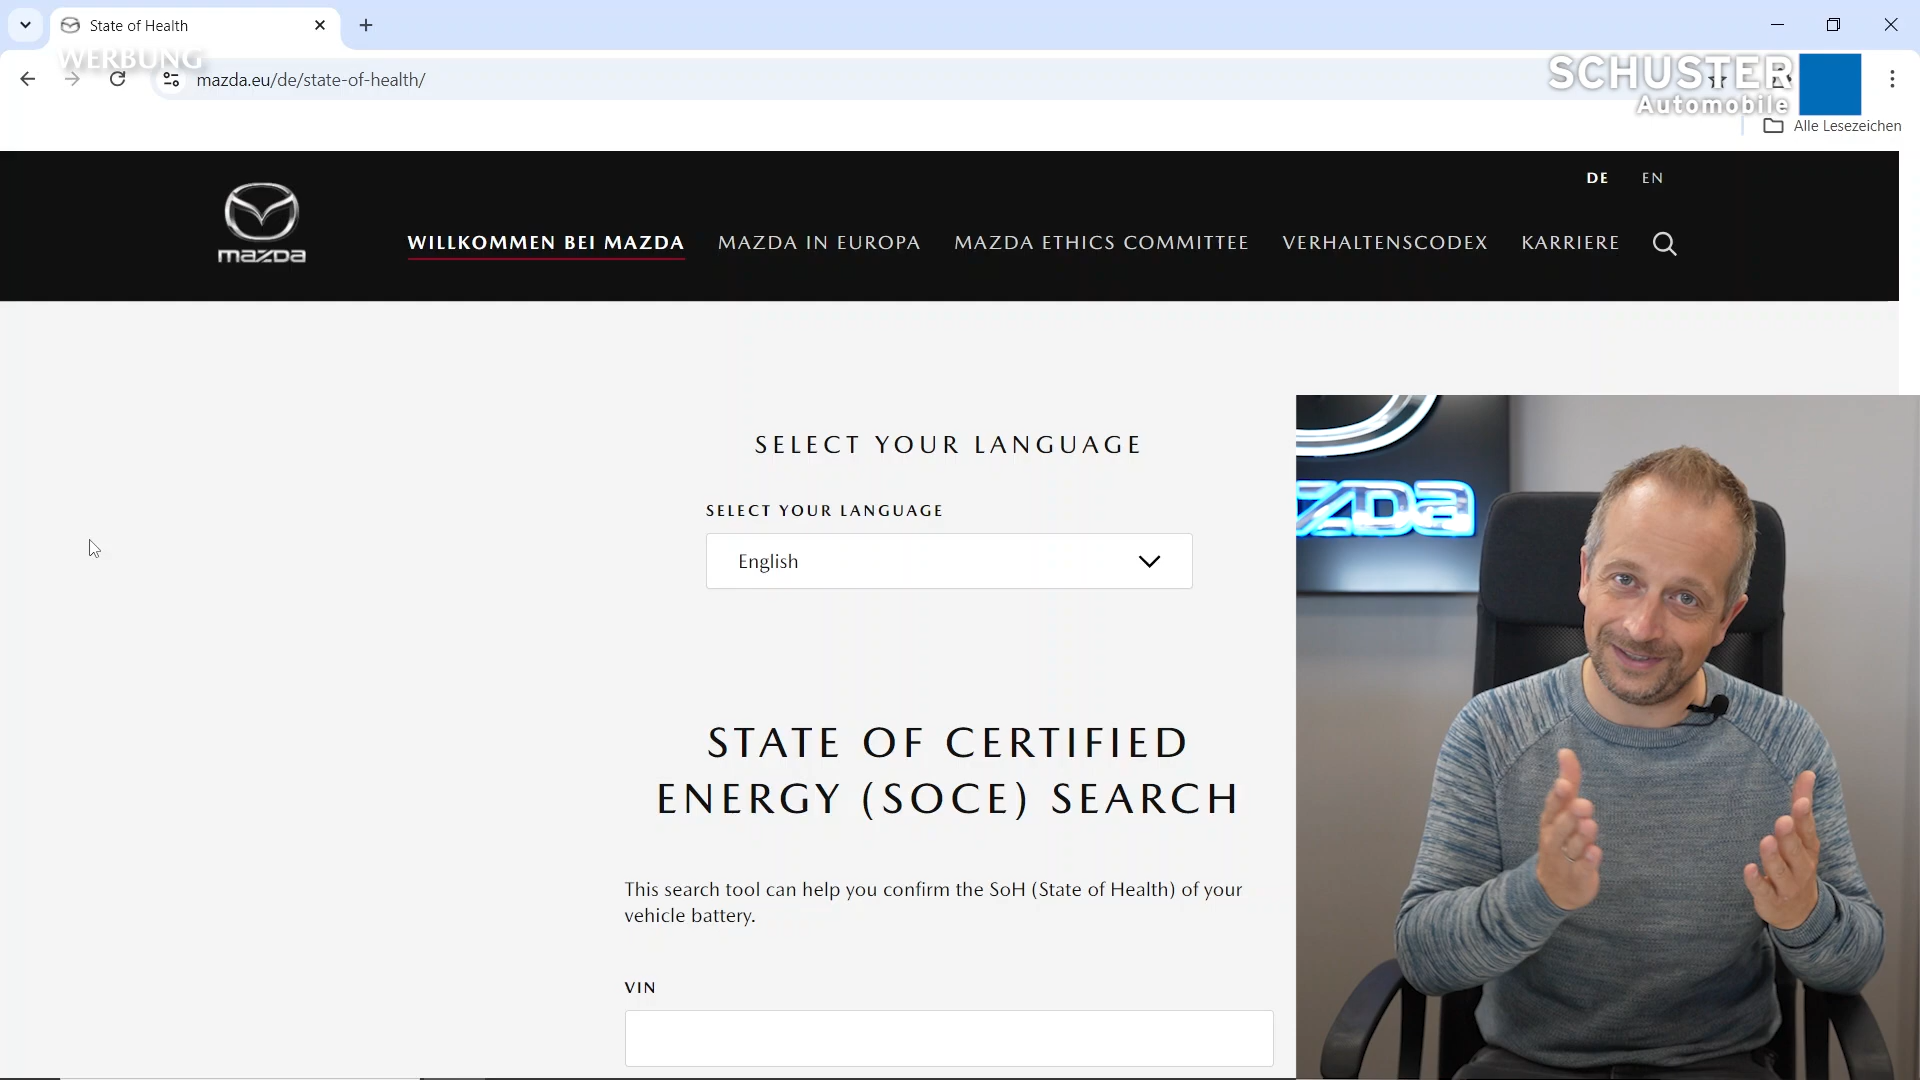 State of Health
WERBUNG
mazda.eu/de/state-of-health/
SCHUSTER
Automobile
Alle Lesezeichen
DE EN
mazda
WILLKOMMEN BEI MAZDA MAZDA IN EUROPA MAZDA ETHICS COMMITTEE VERHALTENSCODEX KARRIERE
SELECT YOUR LANGUAGE
SELECT YOUR LANGUAGE
English
STATE OF CERTIFIED
ENERGY (SOCE) SEARCH
This search tool can help you confirm the SoH (State of Health) of your
vehicle battery.
VIN